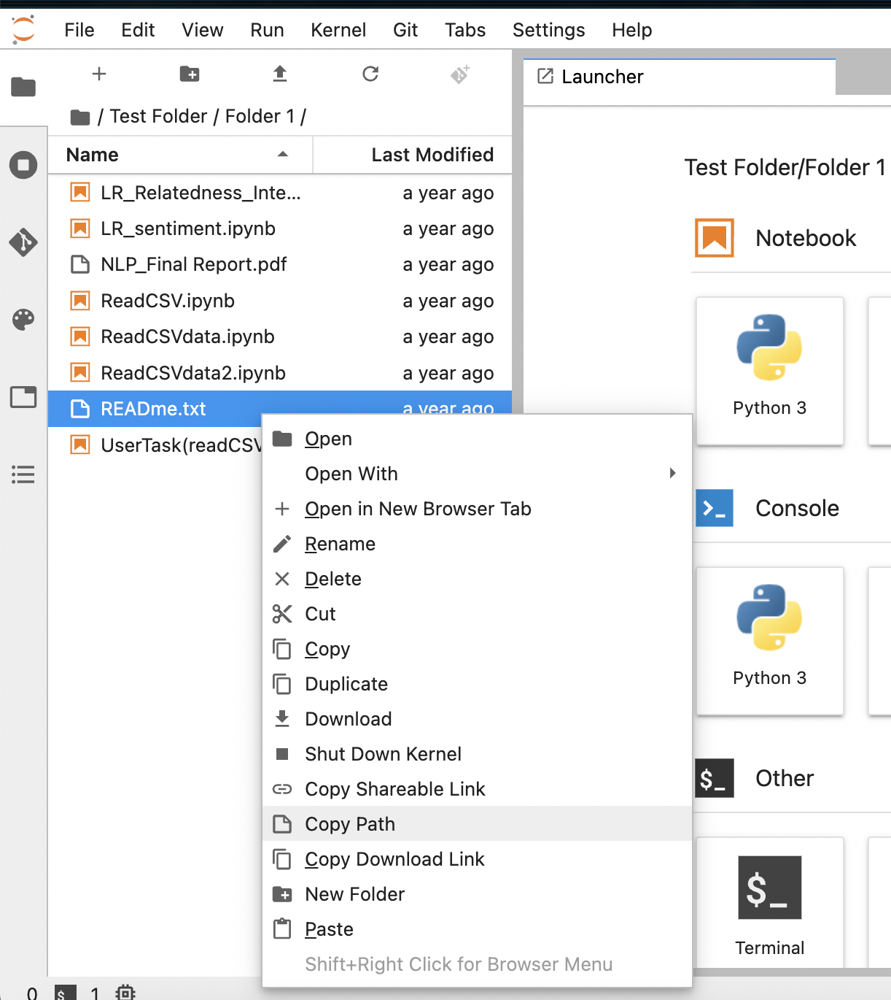 File Edit View Run Kernel Git Tabs Settings Help
Launcher
/ Test Folder / Folder 1 /
Name Last Modified
Test Folder/Folder 1
LR_Relatedness_Inte... a year ago
LR_sentiment.ipynb a year ago
NLP_Final Report.pdf a year ago
ReadCSV.ipynb a year ago
ReadCSVdata.ipynb a year ago
ReadCSVdata2.ipynb a year ago
READme.txt a year ago
UserTask(readCSV
Open
Open With
Open in New Browser Tab
Rename
Delete
Cut
Copy
Duplicate
Download
Shut Down Kernel
Copy Shareable Link
Copy Path
Copy Download Link
New Folder
Paste
Shift+Right Click for Browser Menu
Notebook
Python 3
>_ Console
Python 3
$_ Other
$_
Terminal
0 $_ 1